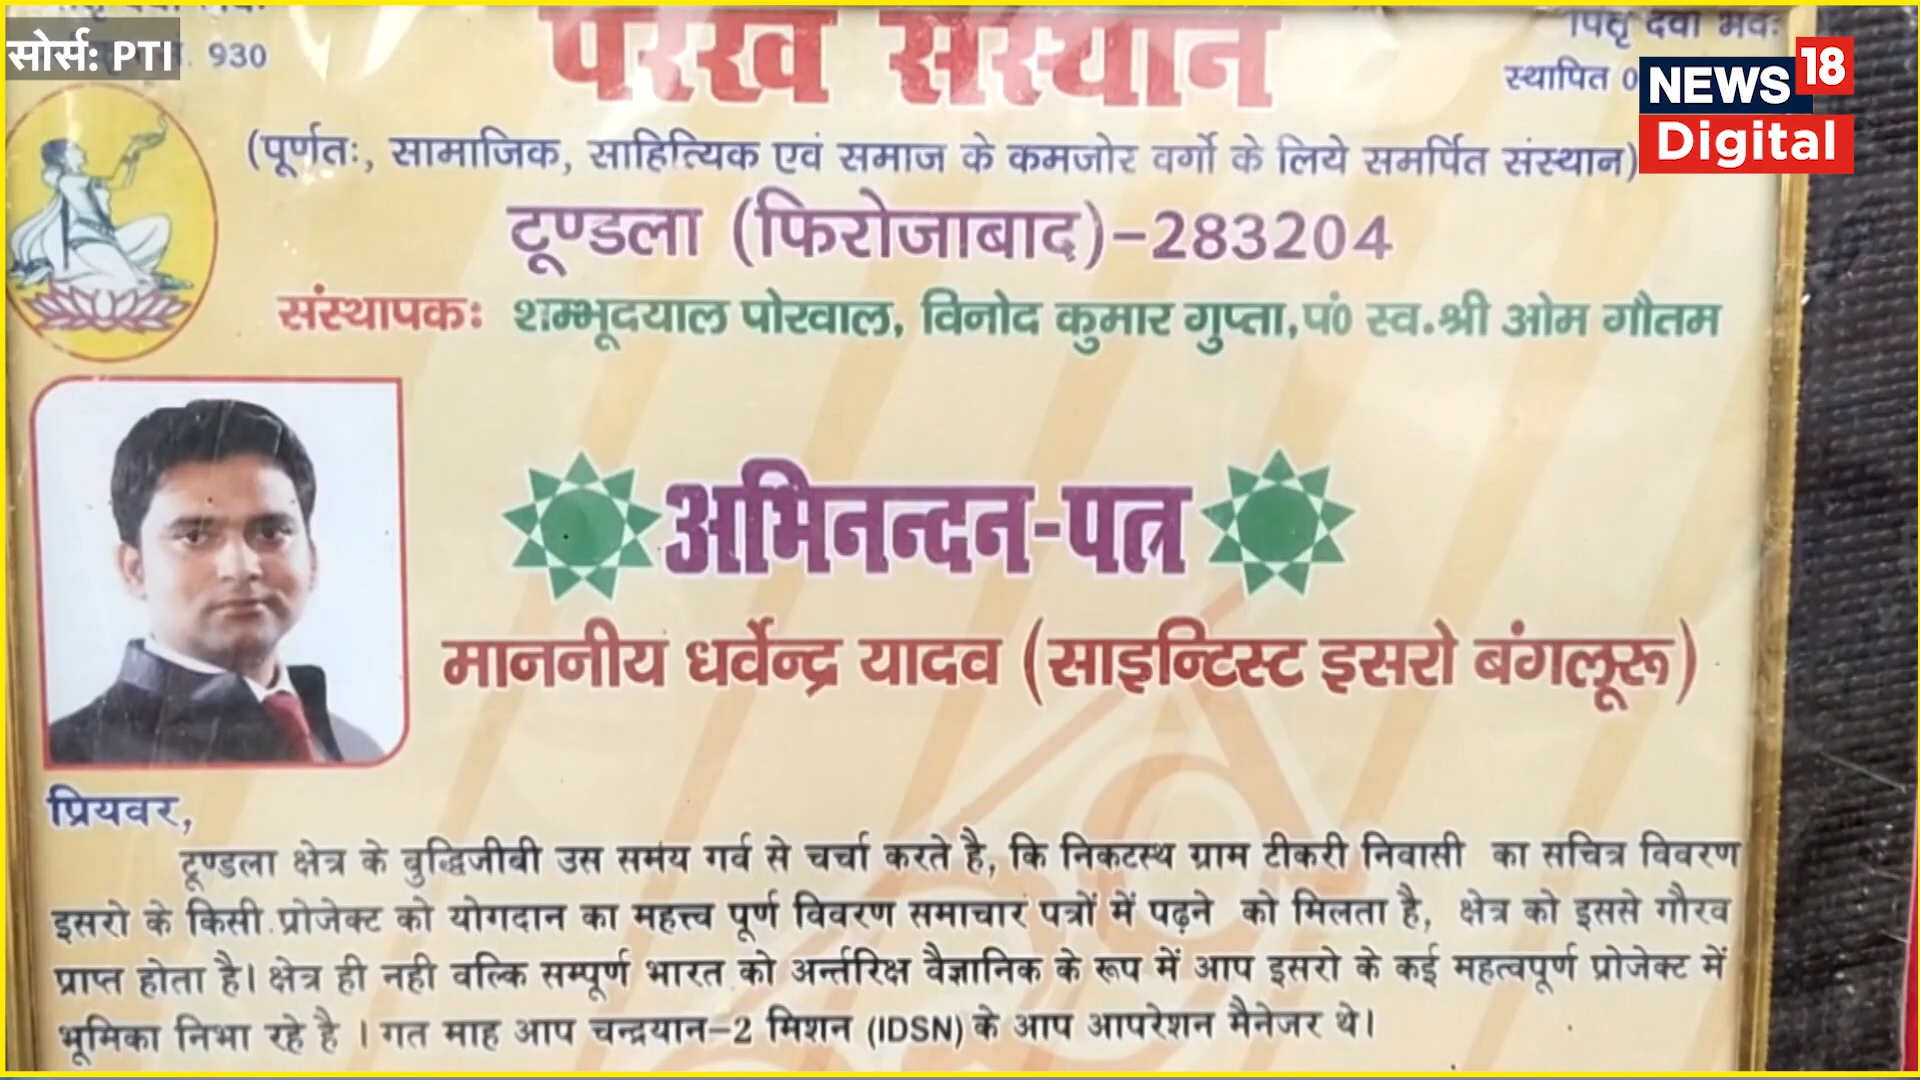 सोर्स: PTI
930
परख संस्थान
पितृ देवो भवः
स्थापित
NEWS 18
Digital
(पूर्णतः, सामाजिक, साहित्यिक एवं समाज के कमजोर वर्गो के लिये समर्पित संस्थान)
टूण्डला (फिरोजाबाद)-283204
संस्थापकः शम्भूदयाल पोरवाल, विनोद कुमार गुप्ता,पं0 स्व.श्री ओम गौतम
अभिनन्दन-पत्र
माननीय धर्वेन्द्र यादव (साइन्टिस्ट इसरो बंगलूरू)
प्रियवर,
टूण्डला क्षेत्र के बुद्धिजीवी उस समय गर्व से चर्चा करते है, कि निकटस्थ ग्राम टीकरी निवासी का सचित्र विवरण
इसरो के किसी प्रोजेक्ट को योगदान का महत्त्व पूर्ण विवरण समाचार पत्रों में पढ़ने को मिलता है, क्षेत्र को इससे गौरव
प्राप्त होता है। क्षेत्र ही नही वल्कि सम्पूर्ण भारत को अर्न्तरिक्ष वैज्ञानिक के रूप में आप इसरो के कई महत्वपूर्ण प्रोजेक्ट में
भूमिका निभा रहे है । गत माह आप चन्द्रयान-2 मिशन (IDSN) के आप आपरेशन मैनेजर थे।